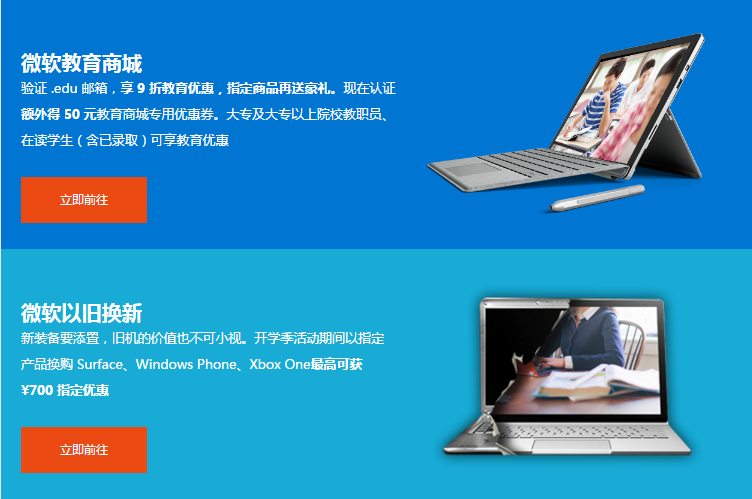 微软教育商城
验证 .edu 邮箱，享 9 折教育优惠，指定商品再送豪礼。现在认证
额外得 50 元教育商城专用优惠券。大专及大专以上院校教职员、
在读学生（含已录取）可享教育优惠
立即前往
微软以旧换新
新装备要添置，旧机的价值也不可小视。开学季活动期间以指定
产品换购 Surface、Windows Phone、Xbox One最高可获
¥700 指定优惠
立即前往